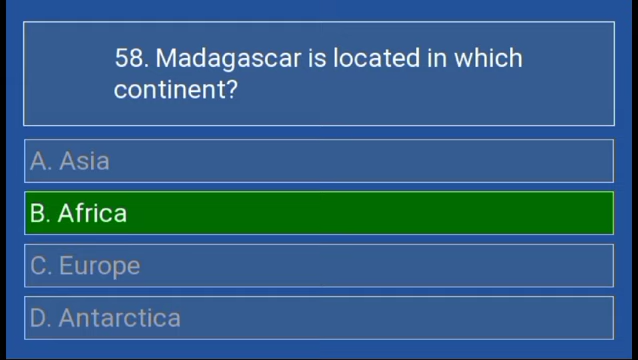 58. Madagascar is located in which
continent?
A. Asia
B. Africa
C. Europe
D. Antarctica